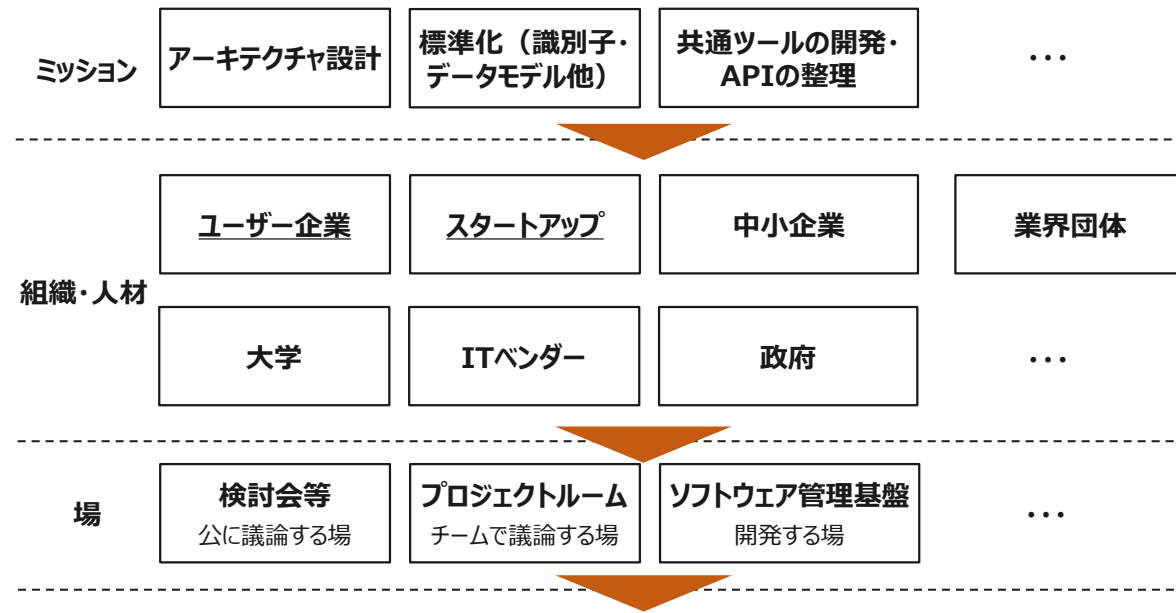 ミッション
アーキテクチャ設計
標準化（識別子・
データモデル他）
共通ツールの開発・
APIの整理
･･･
組織・人材
ユーザー企業
スタートアップ
中小企業
業界団体
大学
ITベンダー
政府
･･･
場
検討会等
公に議論する場
プロジェクトルーム
チームで議論する場
ソフトウェア管理基盤
開発する場
･･･